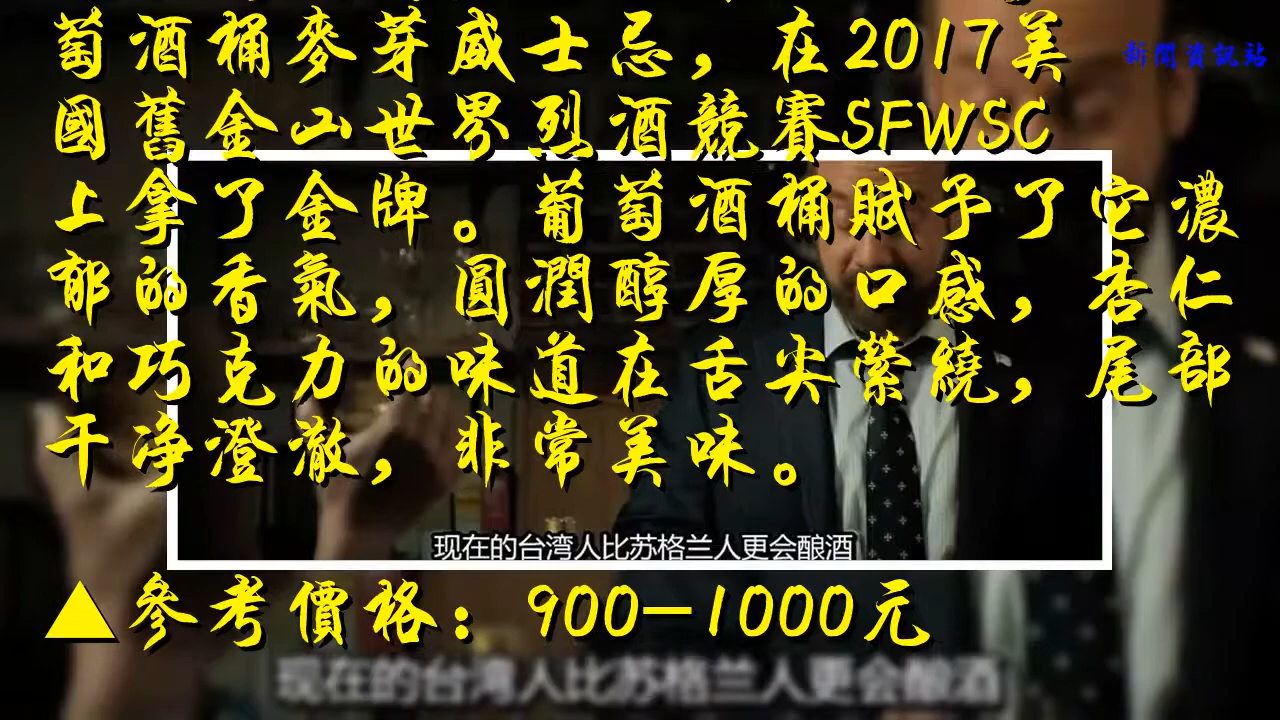 萄酒桶麥芽威士忌，在2017美
新聞資訊站
國舊金山世界烈酒競賽SFWSC
上拿了金牌。葡萄酒桶賦予了它濃
郁的香氣，圓潤醇厚的口感，杏仁
和巧克力的味道在舌尖縈繞，尾部
干净澄澈，非常美味。
现在的台湾人比苏格兰人更会酿酒
▲參考價格：900—1000元
现在的台湾人比苏格兰人更会酿酒